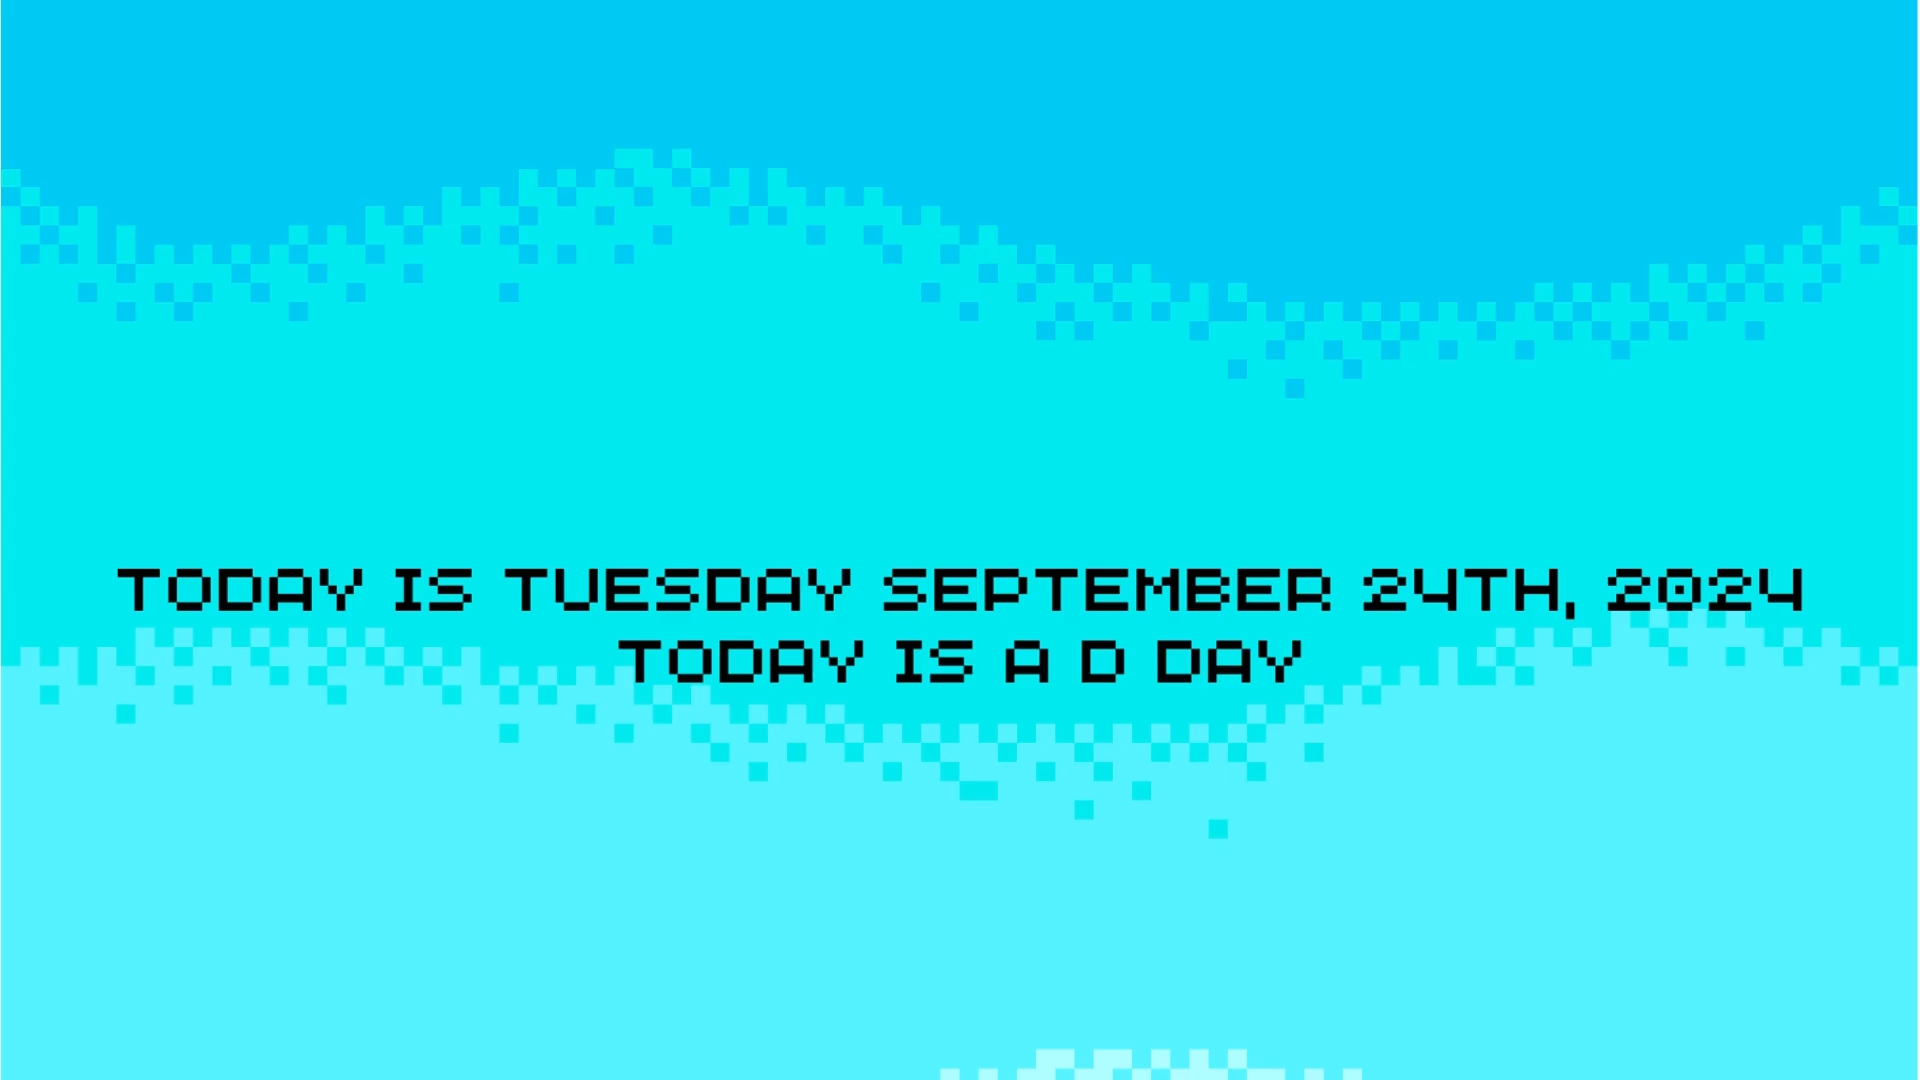 TODAY IS TUESDAY SEPTEMBER 24TH, 2024
TODAY IS A D DAY